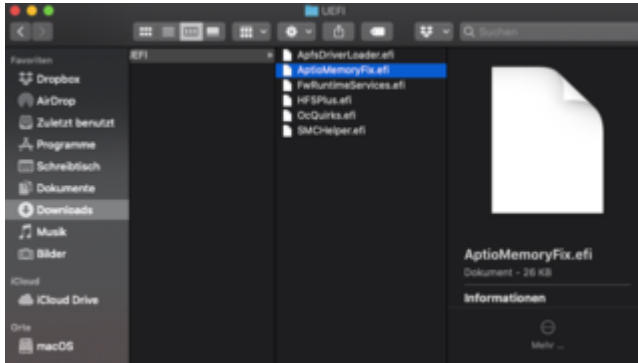 UEFI
Suchen
Favoriten
Dropbox
AirDrop
Zuletzt benutzt
Programme
Schreibtisch
Dokumente
Downloads
Musik
Bilder
iCloud
iCloud Drive
Orte
macOS
EFI
ApfsDriverLoader.efi
AptioMemoryFix.efi
FwRuntimeServices.efi
HFSPlus.efi
OcQuirks.efi
SMCHelper.efi
AptioMemoryFix.efi
Dokument - 26 KB
Informationen
Mehr ...